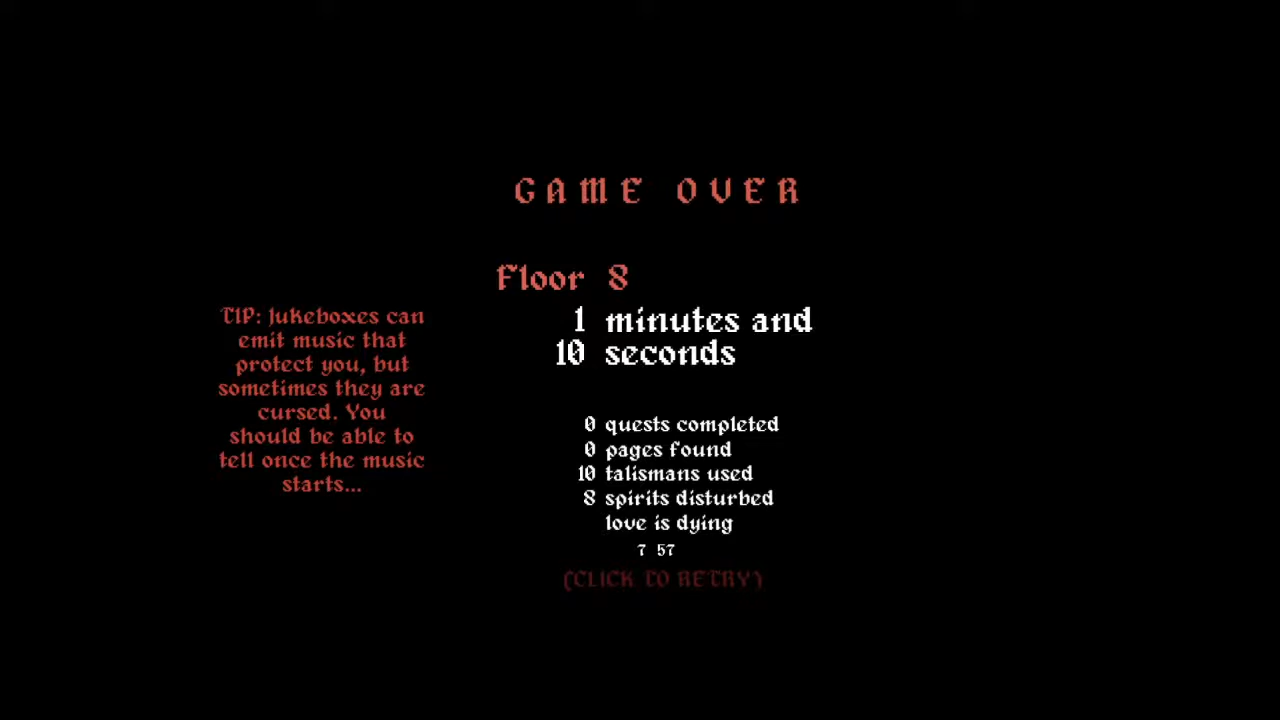 GAME OVER
Floor 8
1 minutes and
10 seconds
TIP: Jukeboxes can
emit music that
protect you, but
sometimes they are
cursed. You
should be able to
tell once the music
starts...
0 quests completed
0 pages found
10 talismans used
8 spirits disturbed
love is dying
7 57
(CLICK TO RETRY)